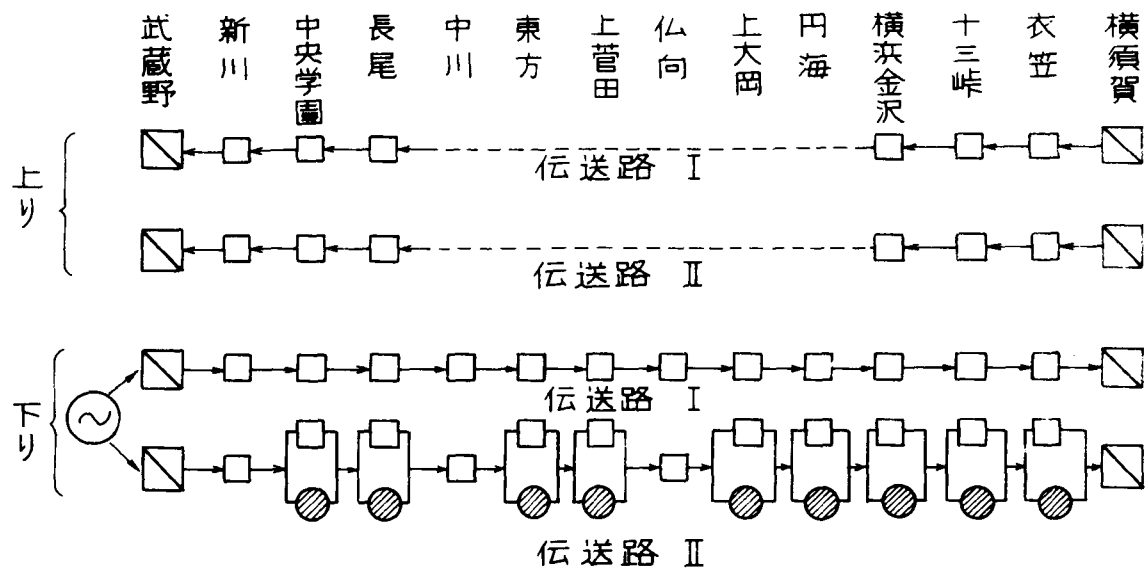 武蔵野
新川
中央学園
長尾
中川
東方
上菅田
仏向
上大岡
円海
横浜金沢
十三峠
衣笠
横須賀
上り
伝送路 Ⅰ
伝送路 Ⅱ
下り
伝送路 Ⅰ
伝送路 Ⅱ